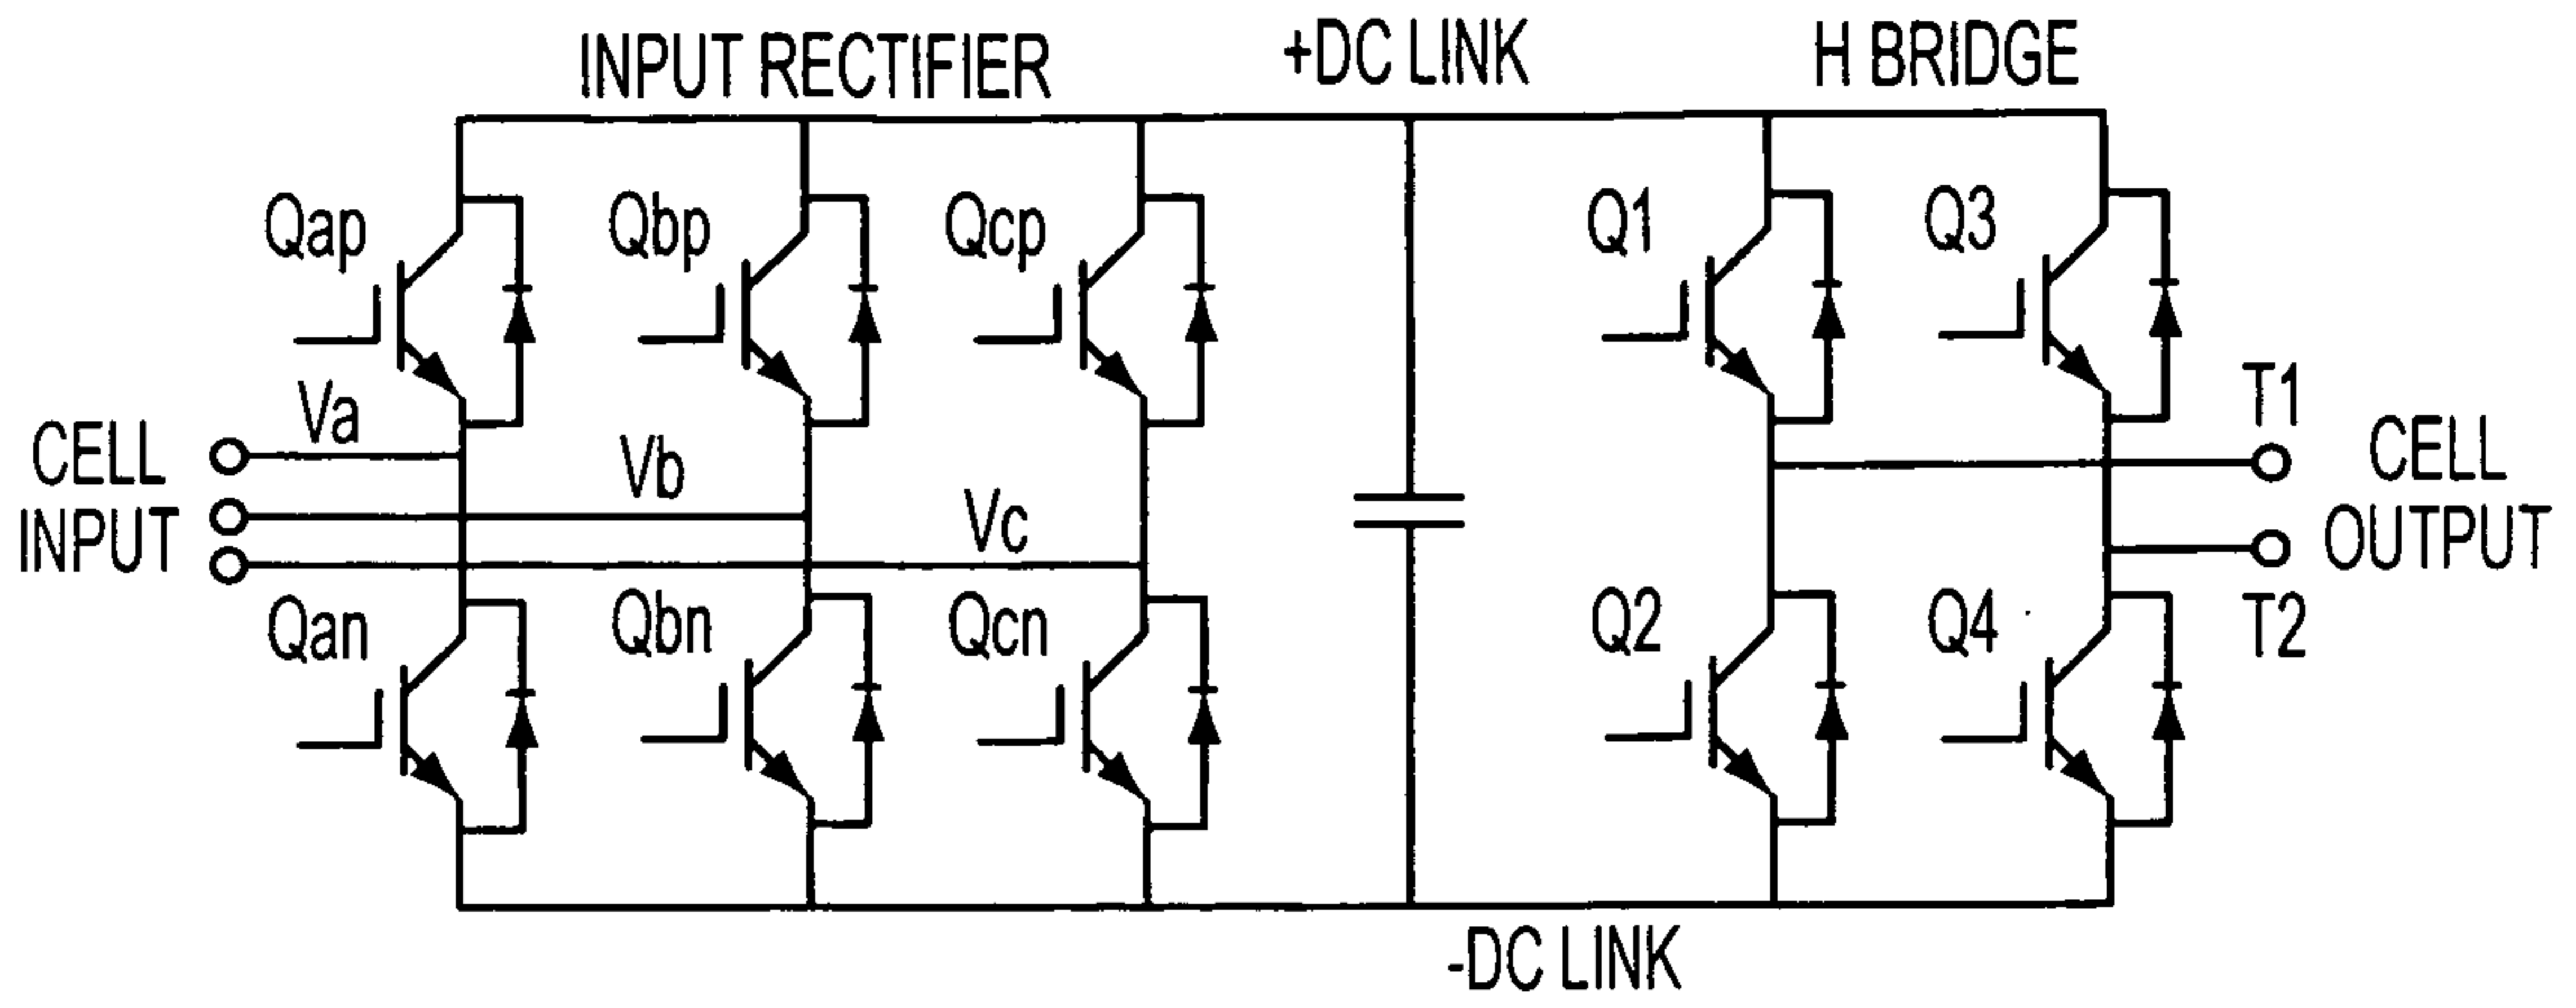 INPUT RECTIFIER
+DC LINK
H BRIDGE
Qap
Qbp
Qcp
Q1
Q3
Va
Vb
Vc
CELL
INPUT
T1
CELL
OUTPUT
T2
Qan
Qbn
Qcn
Q2
Q4
-DC LINK